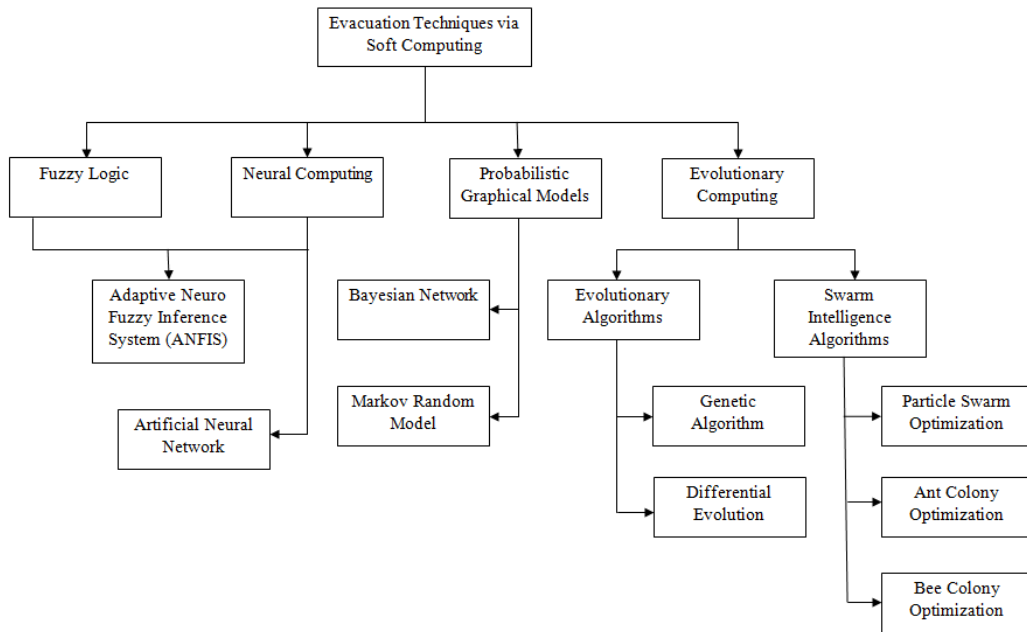 Evacuation Techniques via
Soft Computing
Fuzzy Logic
Neural Computing
Probabilistic
Graphical Models
Evolutionary
Computing
Adaptive Neuro
Fuzzy Inference
System (ANFIS)
Bayesian Network
Evolutionary
Algorithms
Swarm
Intelligence
Algorithms
Artificial Neural
Network
Markov Random
Model
Genetic
Algorithm
Particle Swarm
Optimization
Differential
Evolution
Ant Colony
Optimization
Bee Colony
Optimization